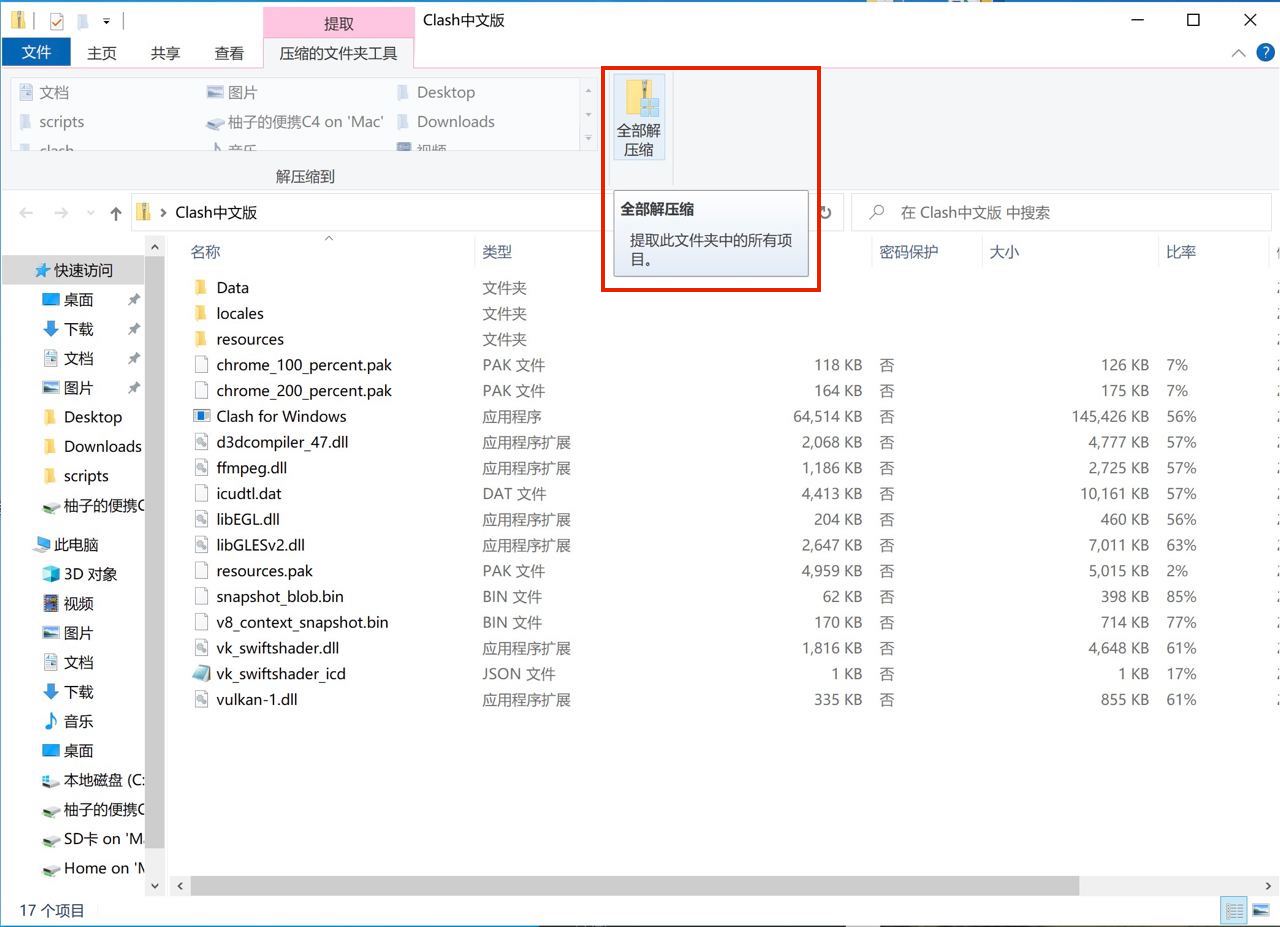 提取
Clash中文版
文件
主页
共享
查看
压缩的文件夹工具
文档
图片
Desktop
scripts
柚子的便携C4 on 'Mac'
Downloads
clash
音乐
视频
解压缩到
全部解
压缩
全部解压缩
提取此文件夹中的所有项
目。
Clash中文版
在 Clash中文版 中搜索
名称
类型
密码保护
大小
比率
快速访问
桌面
下载
文档
图片
Desktop
Downloads
scripts
柚子的便携C
此电脑
3D 对象
视频
图片
文档
下载
音乐
桌面
本地磁盘 (C:
柚子的便携C
SD卡 on 'M
Home on 'M
Data 文件夹
locales 文件夹
resources 文件夹
chrome_100_percent.pak PAK 文件 118 KB 否 126 KB 7%
chrome_200_percent.pak PAK 文件 164 KB 否 175 KB 7%
Clash for Windows 应用程序 64,514 KB 否 145,426 KB 56%
d3dcompiler_47.dll 应用程序扩展 2,068 KB 否 4,777 KB 57%
ffmpeg.dll 应用程序扩展 1,186 KB 否 2,725 KB 57%
icudtl.dat DAT 文件 4,413 KB 否 10,161 KB 57%
libEGL.dll 应用程序扩展 204 KB 否 460 KB 56%
libGLESv2.dll 应用程序扩展 2,647 KB 否 7,011 KB 63%
resources.pak PAK 文件 4,959 KB 否 5,015 KB 2%
snapshot_blob.bin BIN 文件 62 KB 否 398 KB 85%
v8_context_snapshot.bin BIN 文件 170 KB 否 714 KB 77%
vk_swiftshader.dll 应用程序扩展 1,816 KB 否 4,648 KB 61%
vk_swiftshader_icd JSON 文件 1 KB 否 1 KB 17%
vulkan-1.dll 应用程序扩展 335 KB 否 855 KB 61%
17 个项目